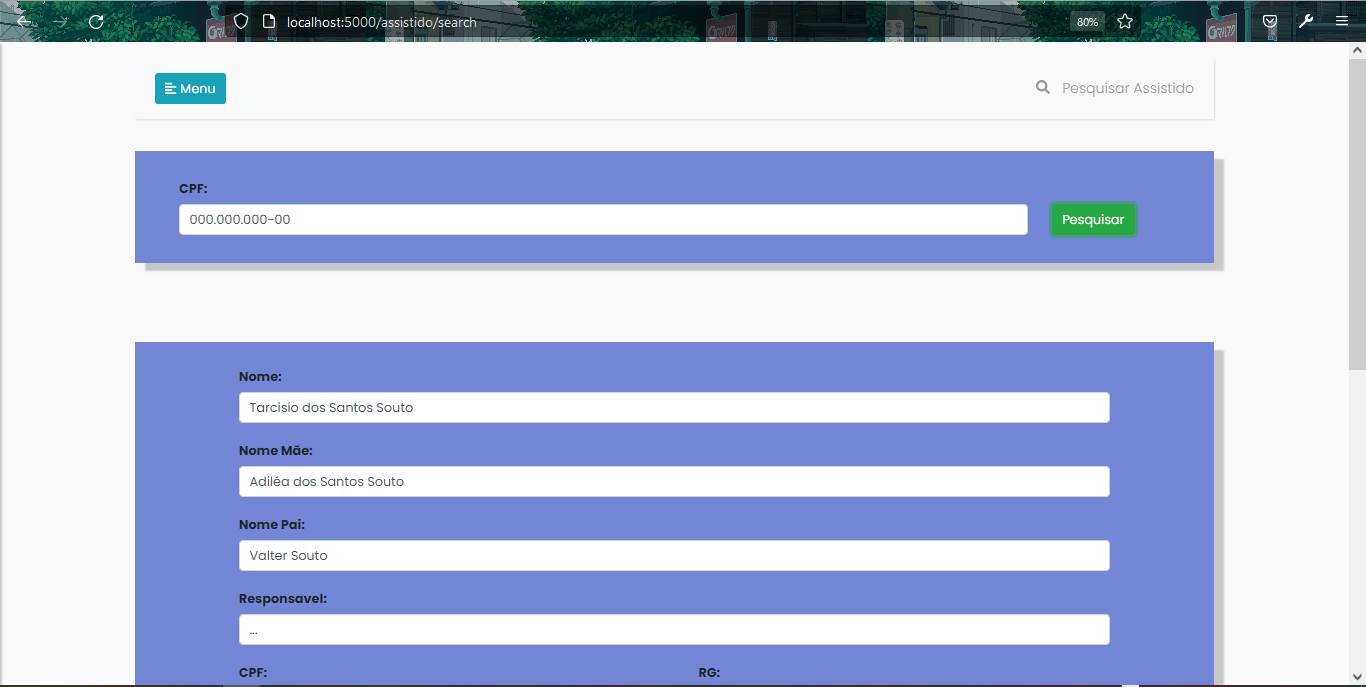 localhost:5000/assistido/search
80%
Menu
Pesquisar Assistido
CPF:
000.000.000-00
Pesquisar
Nome:
Tarcisio dos Santos Souto
Nome Mãe:
Adiléa dos Santos Souto
Nome Pai:
Valter Souto
Responsavel:
...
CPF:
RG: